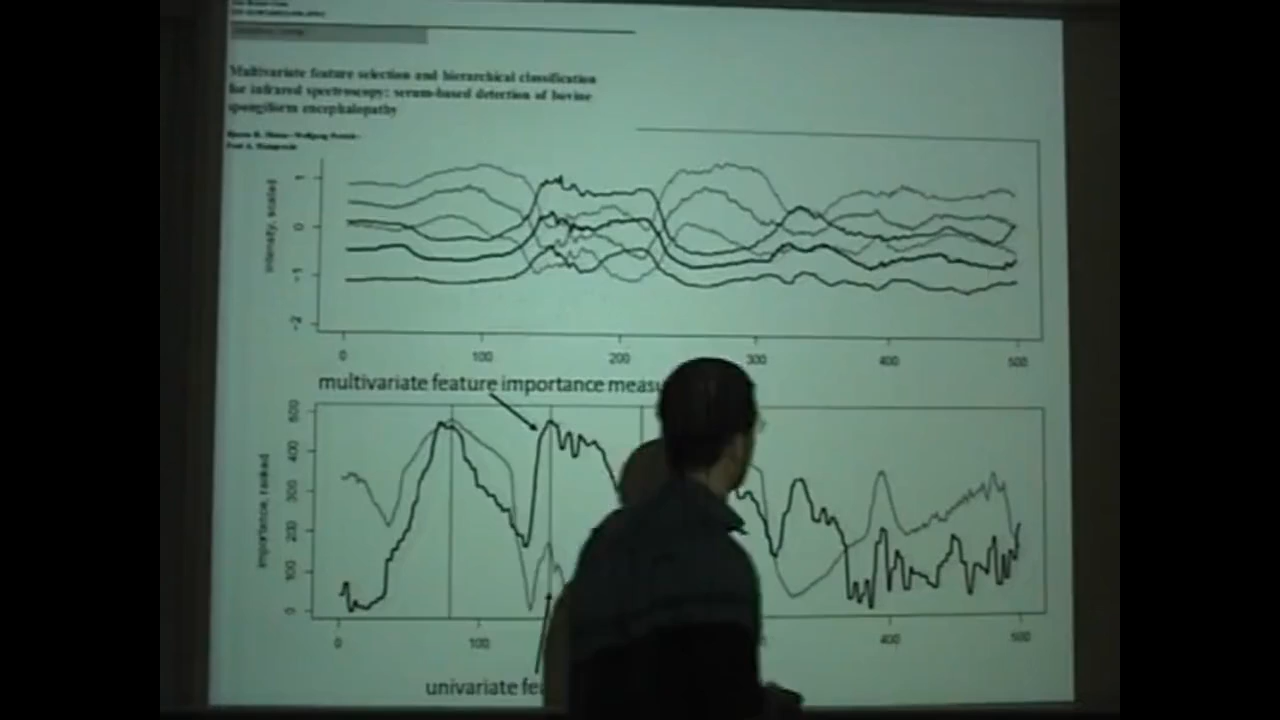 Multivariate feature selection and hierarchical classification
for infrared spectroscopy: serum-based detection of bovine
spongiform encephalopathy
intensity, scaled
1
0
-1
-2
0 100 200 300 400 500
multivariate feature importance measu
importance, ranked
500
400
300
200
100
0
0 100 400 500
univariate fe